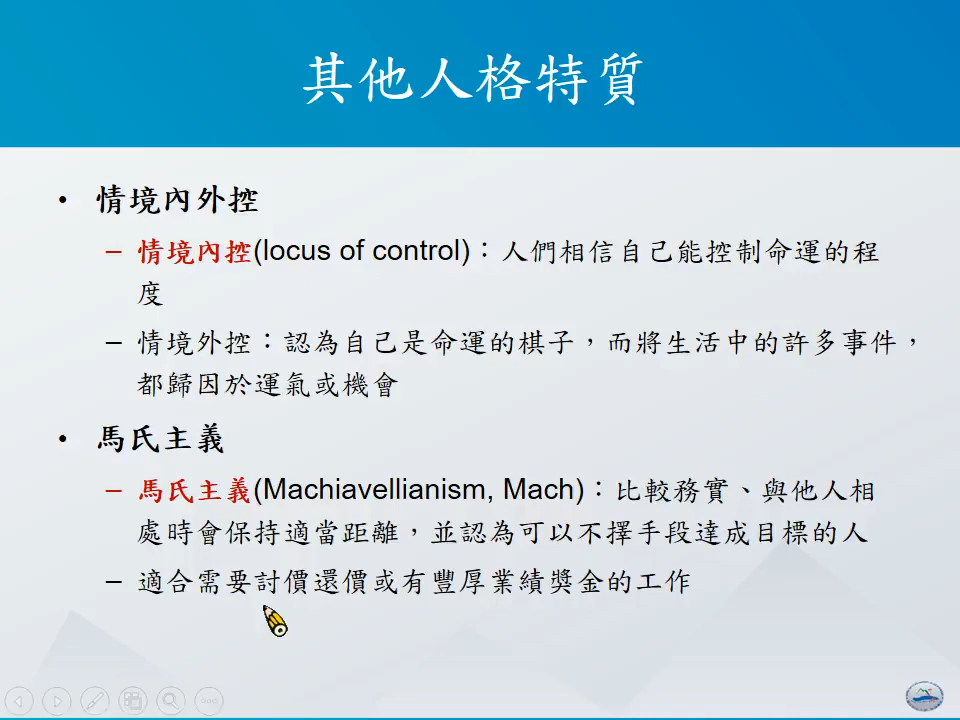 其他人格特質
• 情境內外控
– 情境內控(locus of control)：人們相信自己能控制命運的程
度
– 情境外控：認為自己是命運的棋子，而將生活中的許多事件，
都歸因於運氣或機會
• 馬氏主義
– 馬氏主義(Machiavellianism, Mach)：比較務實、與他人相
處時會保持適當距離，並認為可以不擇手段達成目標的人
– 適合需要討價還價或有豐厚業績獎金的工作